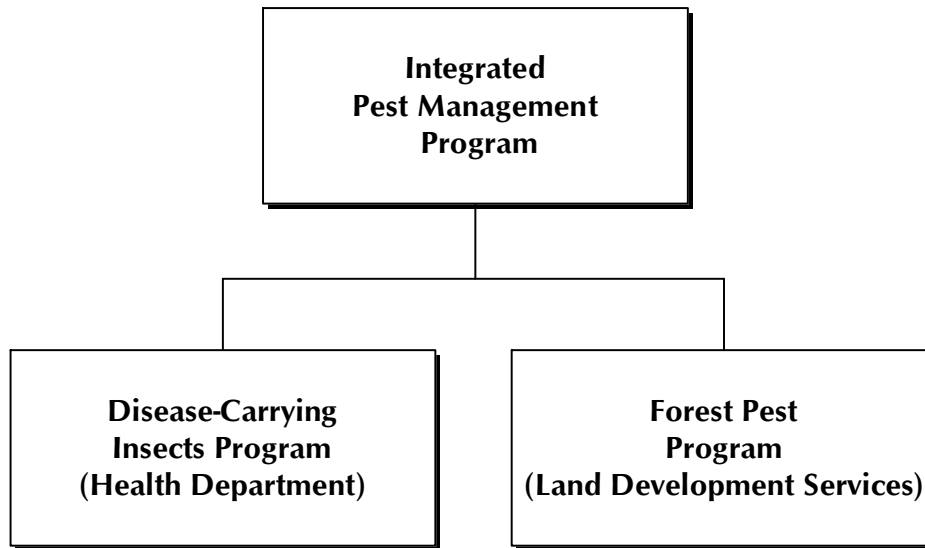 Integrated
Pest Management
Program
Disease-Carrying
Insects Program
(Health Department)
Forest Pest
Program
(Land Development Services)